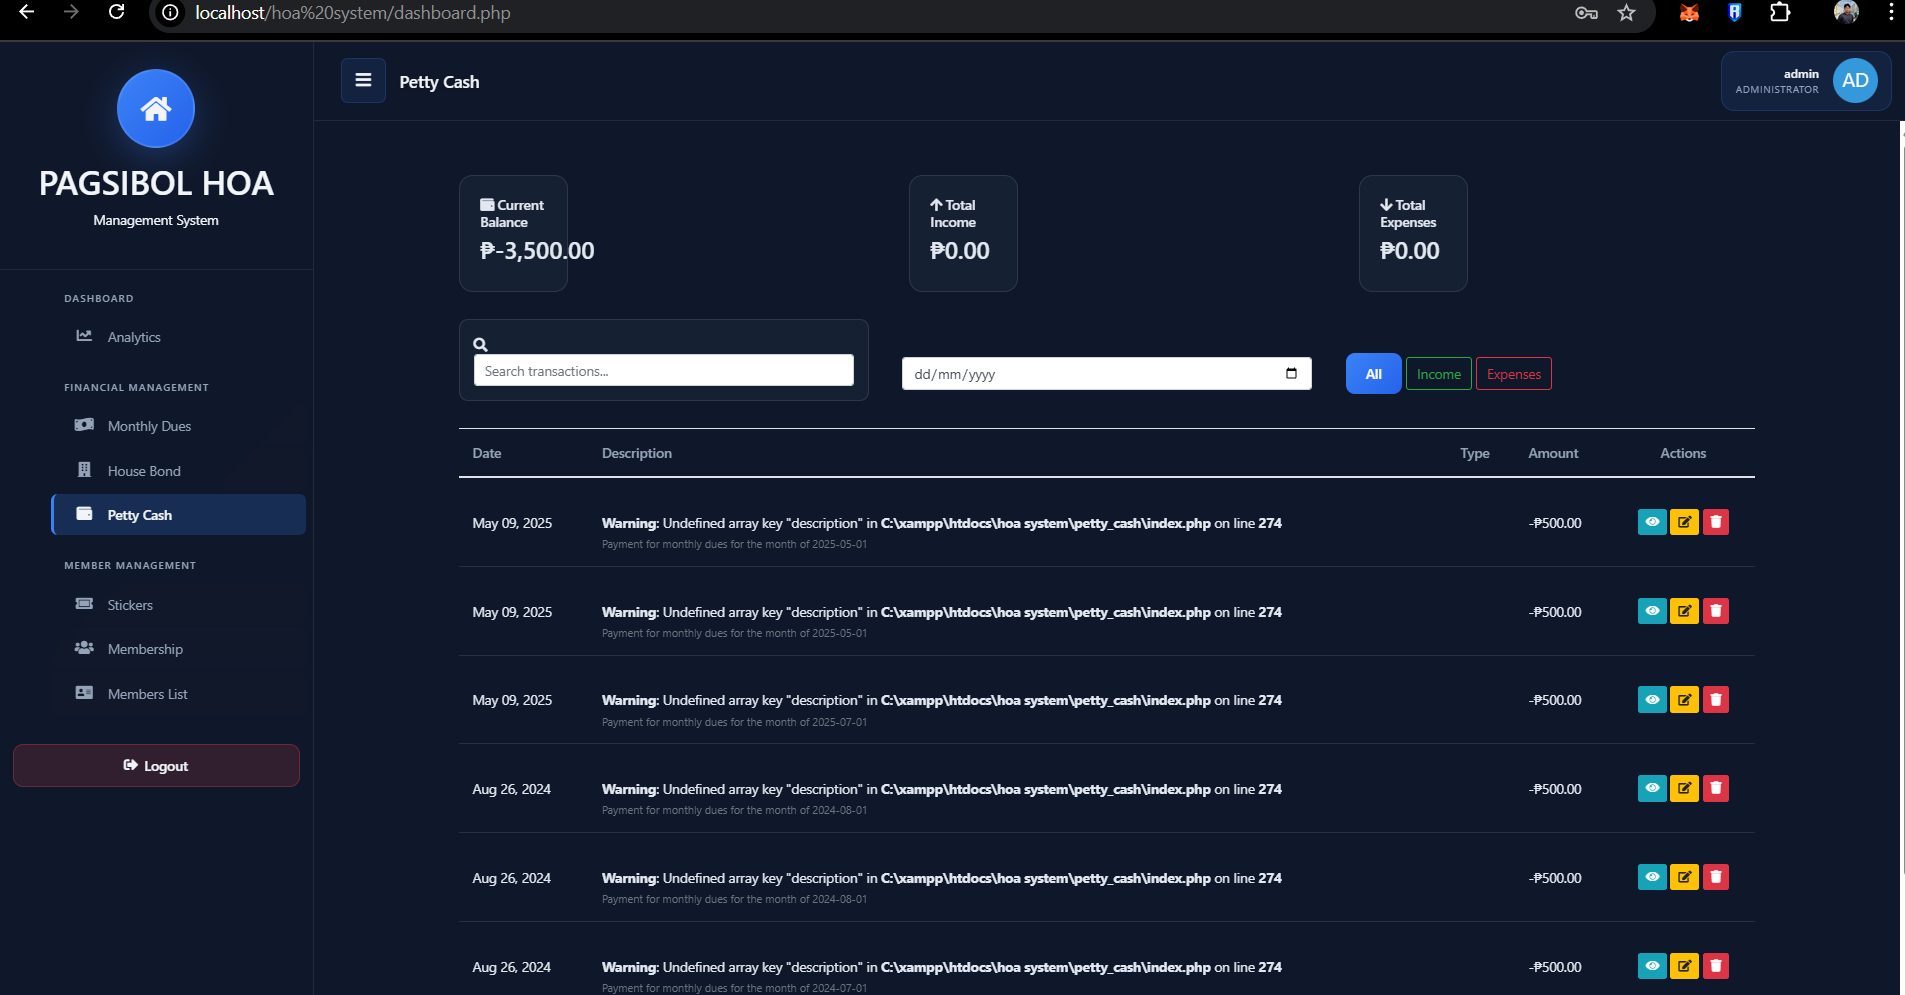 localhost/hoa%20system/dashboard.php
PAGSIBOL HOA
Management System
DASHBOARD
Analytics
FINANCIAL MANAGEMENT
Monthly Dues
House Bond
Petty Cash
MEMBER MANAGEMENT
Stickers
Membership
Members List
Logout
Petty Cash
admin
ADMINISTRATOR
AD
Current
Balance
₱-3,500.00
Total
Income
₱0.00
Total
Expenses
₱0.00
Search transactions...
dd/mm/yyyy
All Income Expenses
Date Description Type Amount Actions
May 09, 2025 Warning: Undefined array key "description" in C:\xampp\htdocs\hoa system\petty_cash\index.php on line 274 -₱500.00
Payment for monthly dues for the month of 2025-05-01
May 09, 2025 Warning: Undefined array key "description" in C:\xampp\htdocs\hoa system\petty_cash\index.php on line 274 -₱500.00
Payment for monthly dues for the month of 2025-05-01
May 09, 2025 Warning: Undefined array key "description" in C:\xampp\htdocs\hoa system\petty_cash\index.php on line 274 -₱500.00
Payment for monthly dues for the month of 2025-07-01
Aug 26, 2024 Warning: Undefined array key "description" in C:\xampp\htdocs\hoa system\petty_cash\index.php on line 274 -₱500.00
Payment for monthly dues for the month of 2024-08-01
Aug 26, 2024 Warning: Undefined array key "description" in C:\xampp\htdocs\hoa system\petty_cash\index.php on line 274 -₱500.00
Payment for monthly dues for the month of 2024-08-01
Aug 26, 2024 Warning: Undefined array key "description" in C:\xampp\htdocs\hoa system\petty_cash\index.php on line 274 -₱500.00
Payment for monthly dues for the month of 2024-07-01